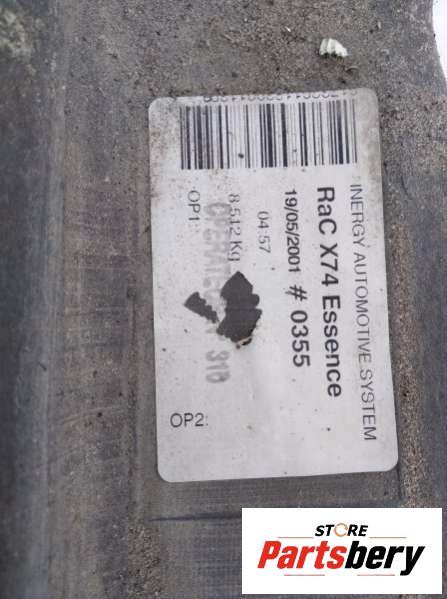 INERGY AUTOMOTIVE SYSTEM
RaC X74 Essence
19/05/2001 # 0355
04:57
8.512 Kg
OP1:
OP2:
STORE
Partsbery